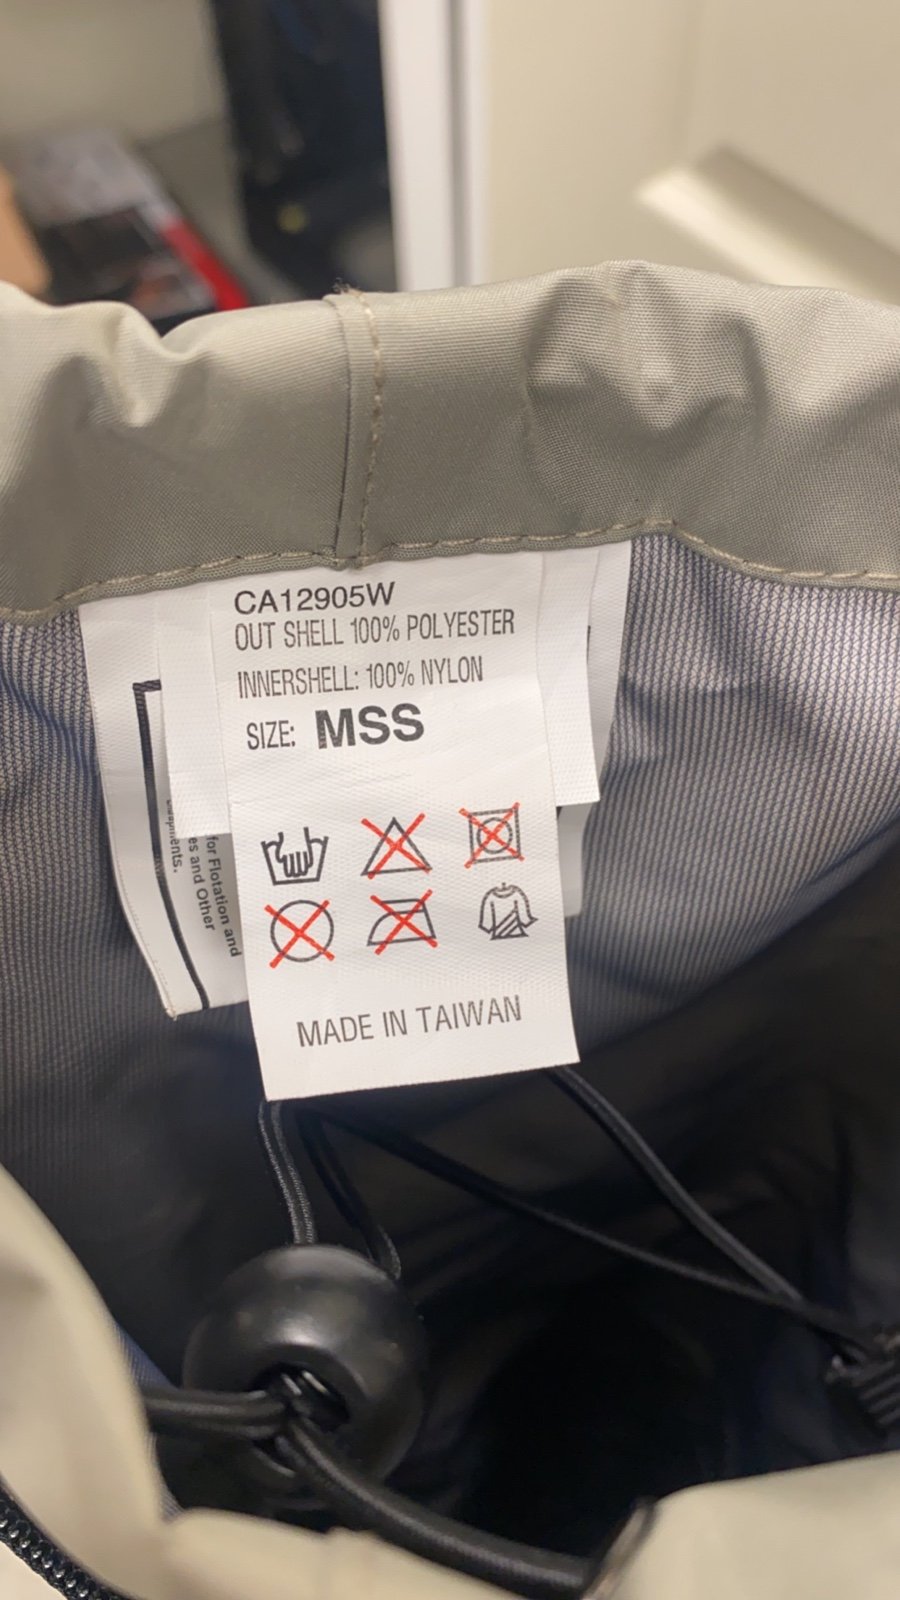 CA12905W
OUT SHELL 100% POLYESTER
INNERSHELL: 100% NYLON
SIZE: MSS
MADE IN TAIWAN
for Flotation and
es and Other
ents.